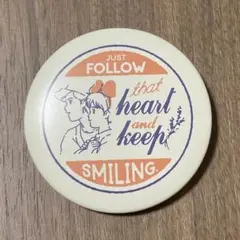 JUST
FOLLOW
that
heart
and
keep
SMILING.